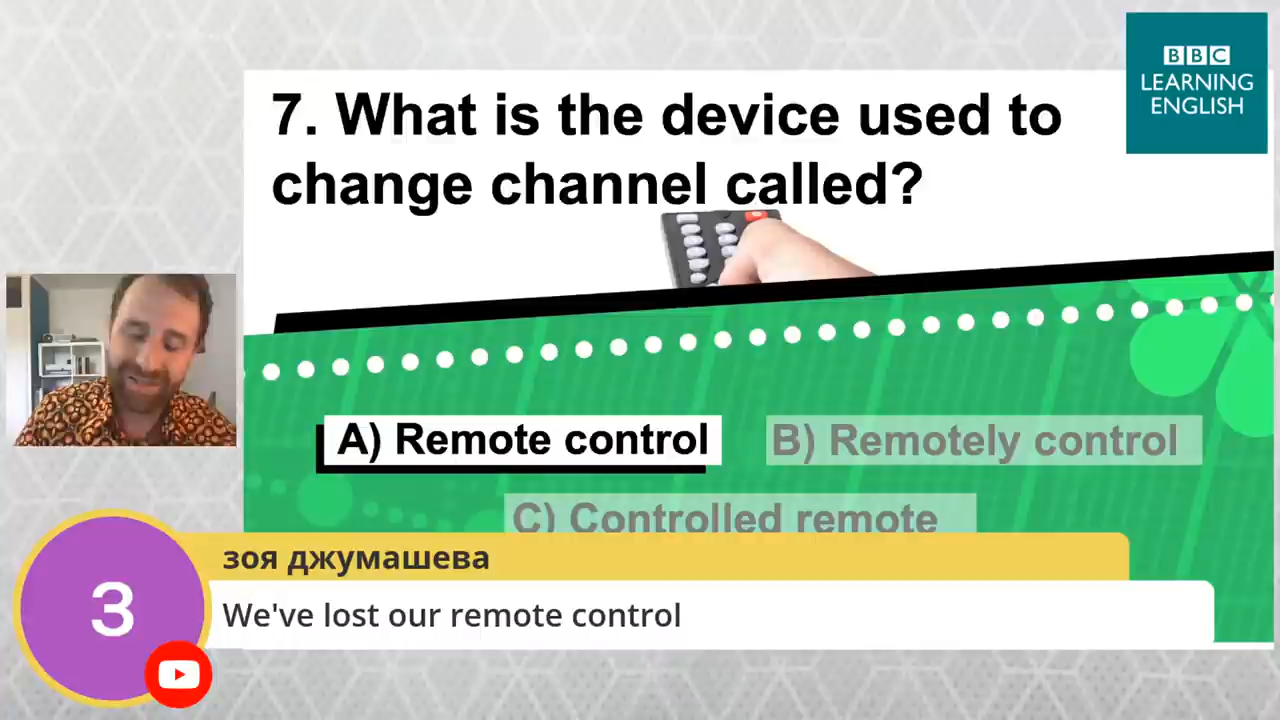 BBC
LEARNING
ENGLISH
7. What is the device used to
change channel called?
A) Remote control
B) Remotely control
C) Controlled remote
З
зоя джумашева
We've lost our remote control